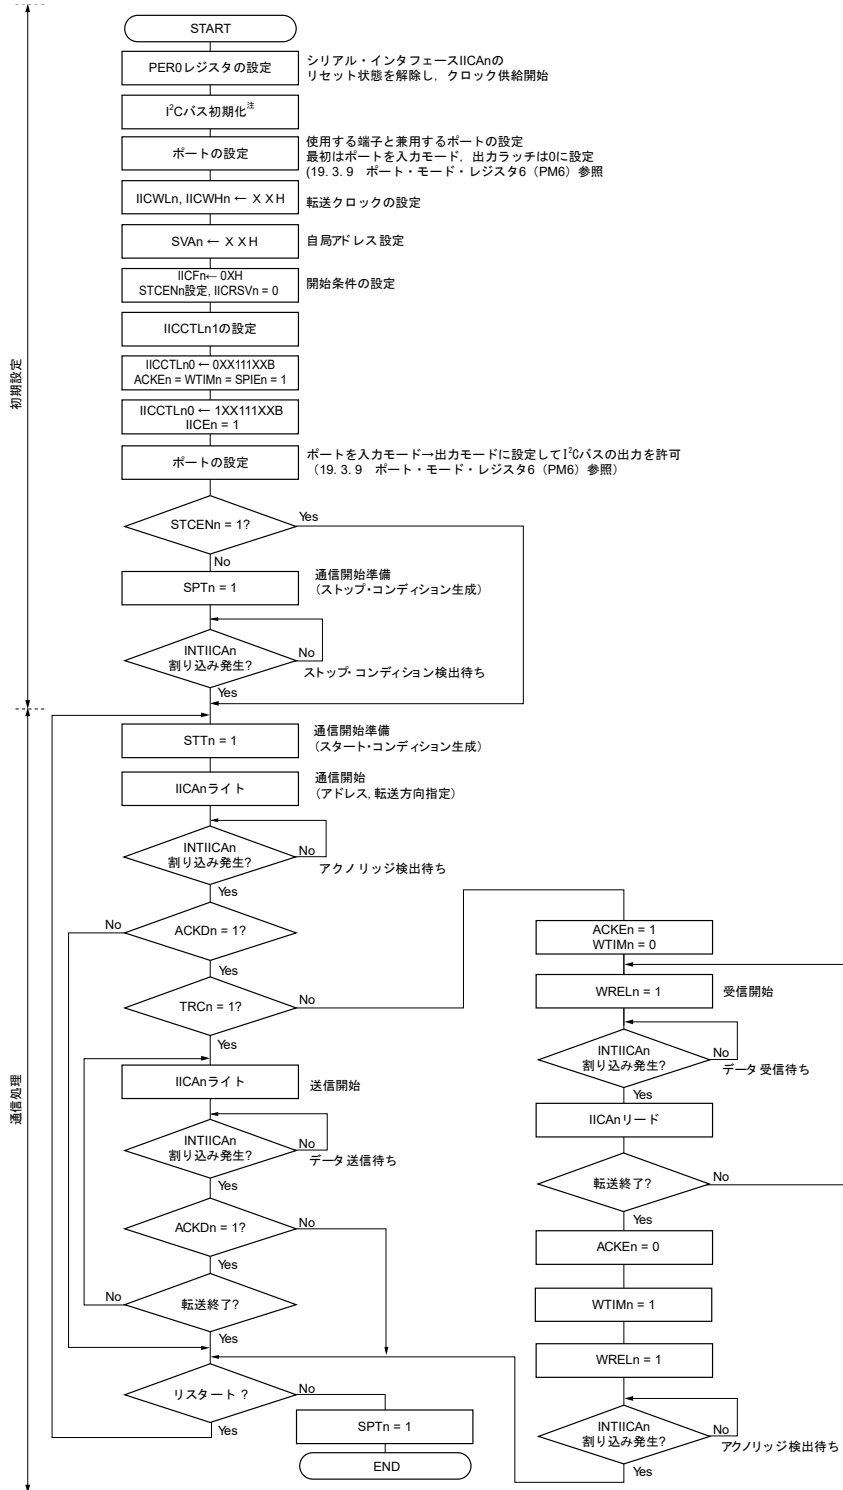 START
PER0レジスタの設定
シリアル・インタフェースIICAnの
リセット状態を解除し，クロック供給開始
I²Cバス初期化注
ポートの設定
使用する端子と兼用するポートの設定
最初はポートを入力モード，出力ラッチは0に設定
(19. 3. 9　ポート・モード・レジスタ6（PM6）参照
IICWLn, IICWHn ← X X H
転送クロックの設定
SVAn ← X X H
自局アドレス設定
IICFn← 0XH
STCENn設定, IICRSVn = 0
開始条件の設定
IICCTLn1の設定
IICCTLn0 ← 0XX111XXB
ACKEn = WTIMn = SPIEn = 1
IICCTLn0 ← 1XX111XXB
IICEn = 1
ポートの設定
ポートを入力モード→出力モードに設定してI²Cバスの出力を許可
（19. 3. 9　ポート・モード・レジスタ6（PM6）参照）
初期設定
STCENn = 1?
Yes
No
SPTn = 1
通信開始準備
（ストップ・コンディション生成）
INTIICAn
割り込み発生?
No
ストップ・コンディション検出待ち
Yes
STTn = 1
通信開始準備
（スタート・コンディション生成）
IICAnライト
通信開始
（アドレス, 転送方向指定）
INTIICAn
割り込み発生?
No
アクノリッジ検出待ち
Yes
ACKDn = 1?
No
Yes
TRCn = 1?
No
Yes
通信処理
IICAnライト
送信開始
INTIICAn
割り込み発生?
No
データ送信待ち
Yes
ACKDn = 1?
No
Yes
転送終了?
No
Yes
リスタート ?
No
Yes
SPTn = 1
END
ACKEn = 1
WTIMn = 0
WRELn = 1
受信開始
INTIICAn
割り込み発生?
No
データ受信待ち
Yes
IICAnリード
転送終了?
No
Yes
ACKEn = 0
WTIMn = 1
WRELn = 1
INTIICAn
割り込み発生?
No
アクノリッジ検出待ち
Yes